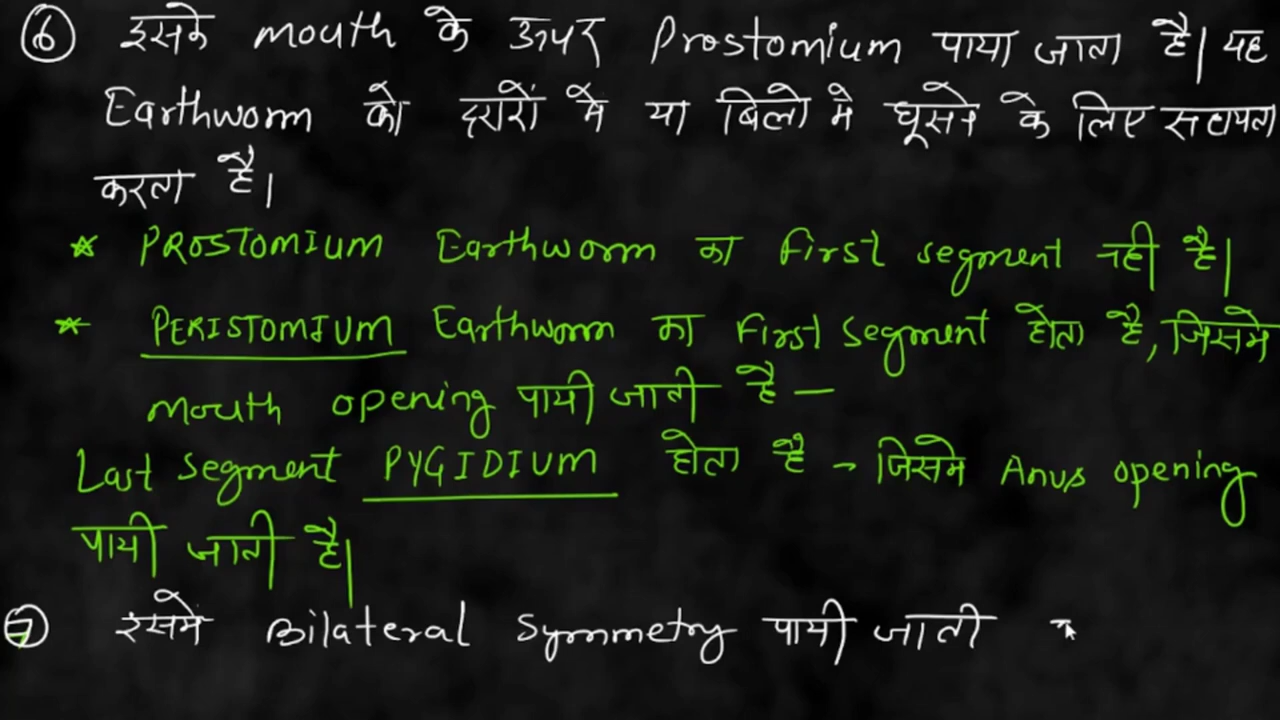 ⑥ इसके mouth के ऊपर Prostomium पाया जाता है। यह
Earthworm को दरारों में या बिलो मे घूसने के लिए सहायता
करता है।
* PROSTOMIUM Earthworm का first segment नही है।
* PERISTOMIUM Earthworm का First segment होता है, जिसमे
mouth opening पायी जाती है —
Last segment PYGIDIUM होता है - जिसमे Anus opening
पायी जाती है।
⑦ इसमे Bilateral Symmetry पायी जाती